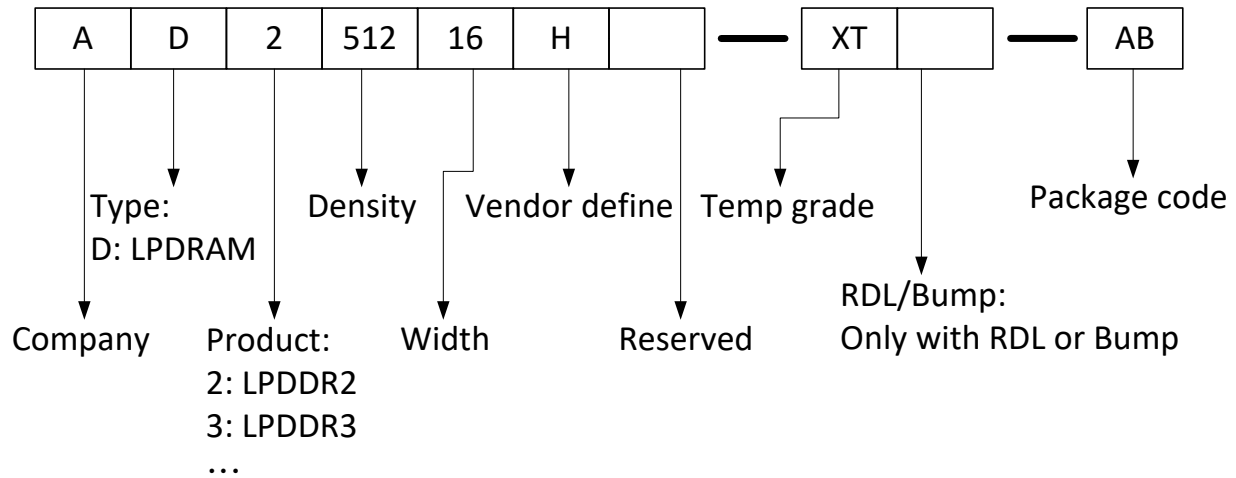 A D 2 512 16 H XT AB
Type:
D: LPDRAM
Density
Vendor define
Temp grade
Package code
Company
Product:
2: LPDDR2
3: LPDDR3
...
Width
Reserved
RDL/Bump:
Only with RDL or Bump